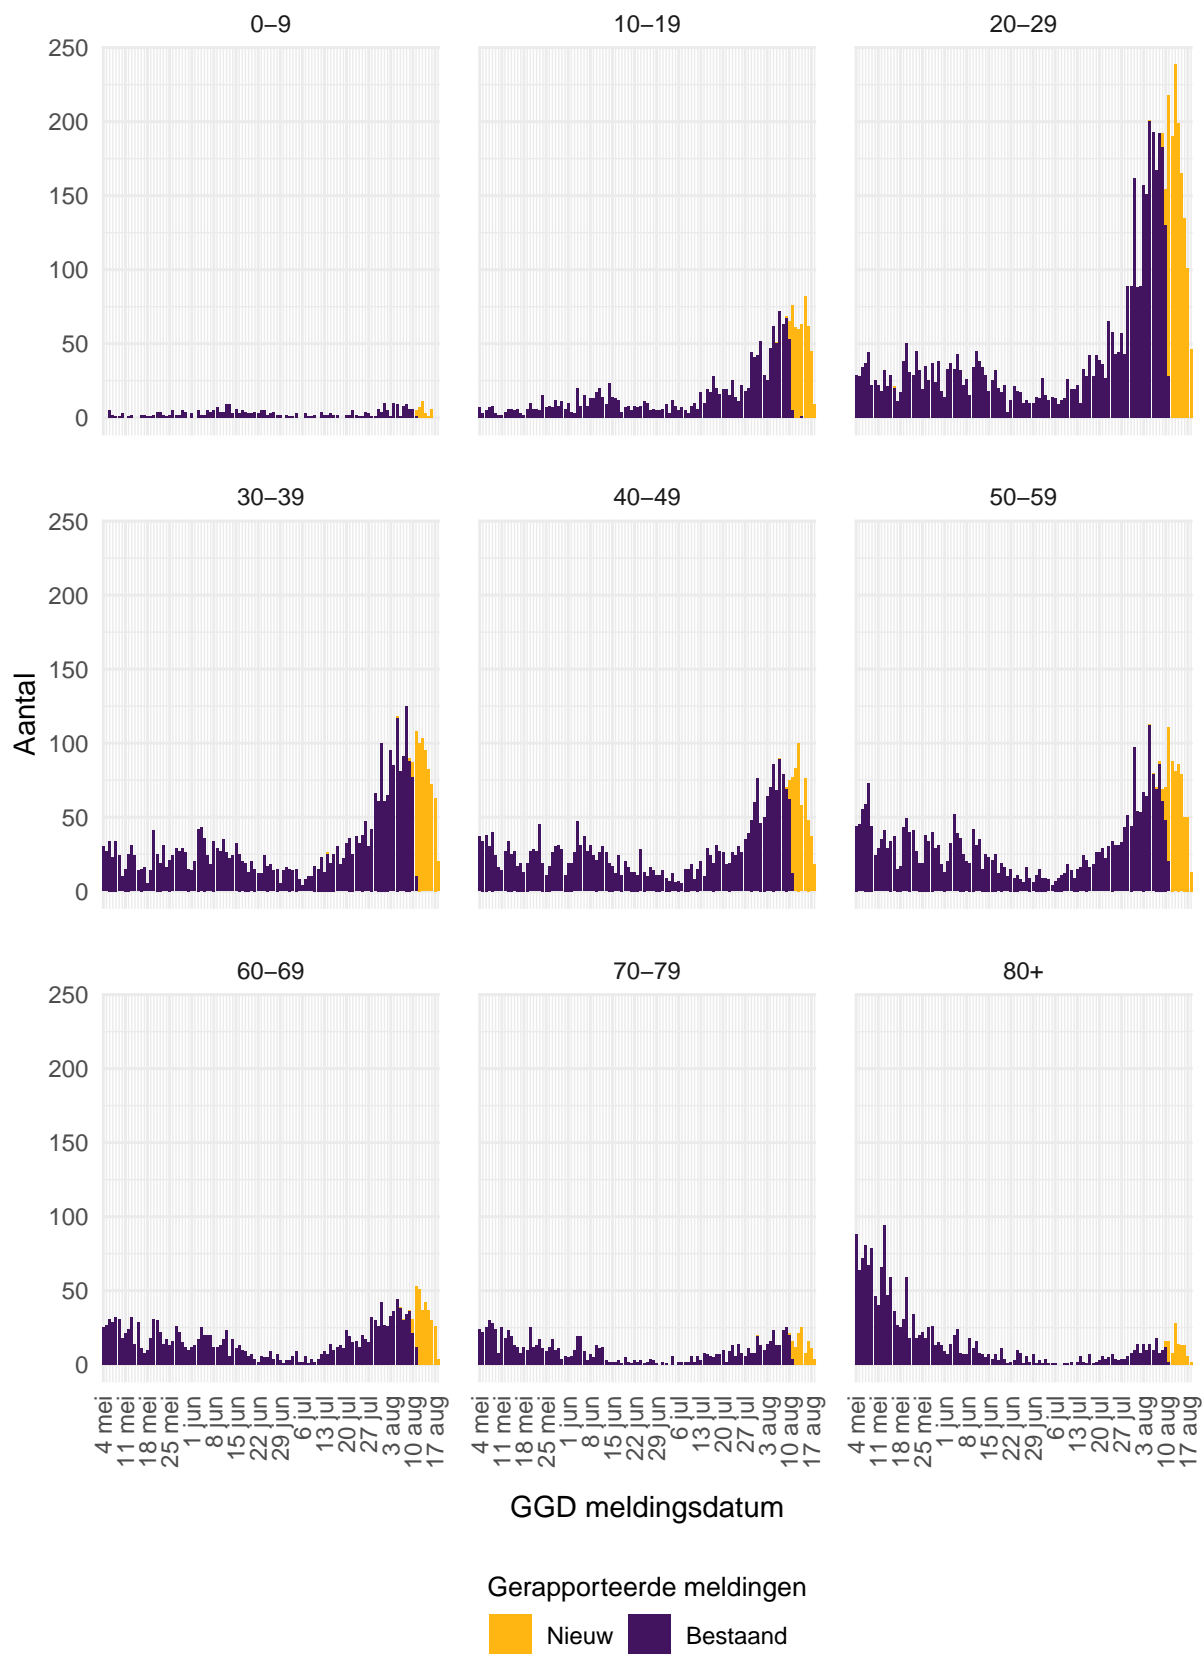 0–9 10–19 20–29
250
200
150
100
50
0
30–39 40–49 50–59
250
200
150
100
50
0
Aantal
60–69 70–79 80+
250
200
150
100
50
0
4 mei 11 mei 18 mei 25 mei 1 jun 8 jun 15 jun 22 jun 29 jun 6 jul 13 jul 20 jul 27 jul 3 aug 10 aug 17 aug
4 mei 11 mei 18 mei 25 mei 1 jun 8 jun 15 jun 22 jun 29 jun 6 jul 13 jul 20 jul 27 jul 3 aug 10 aug 17 aug
4 mei 11 mei 18 mei 25 mei 1 jun 8 jun 15 jun 22 jun 29 jun 6 jul 13 jul 20 jul 27 jul 3 aug 10 aug 17 aug
GGD meldingsdatum
Gerapporteerde meldingen
Nieuw Bestaand